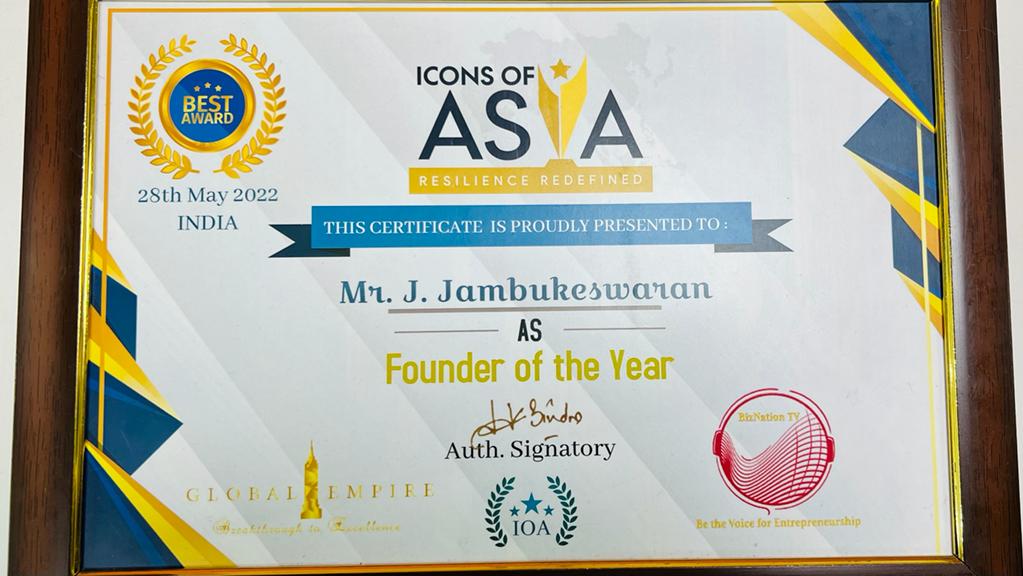 BEST
AWARD
28th May 2022
INDIA
ICONS OF
ASIA
RESILIENCE REDEFINED
THIS CERTIFICATE IS PROUDLY PRESENTED TO :
Mr. J. Jambukeswaran
AS
Founder of the Year
Auth. Signatory
GLOBAL EMPIRE
Breakthrough to Excellence
IOA
BizNation TV
Be the Voice for Entrepreneurship